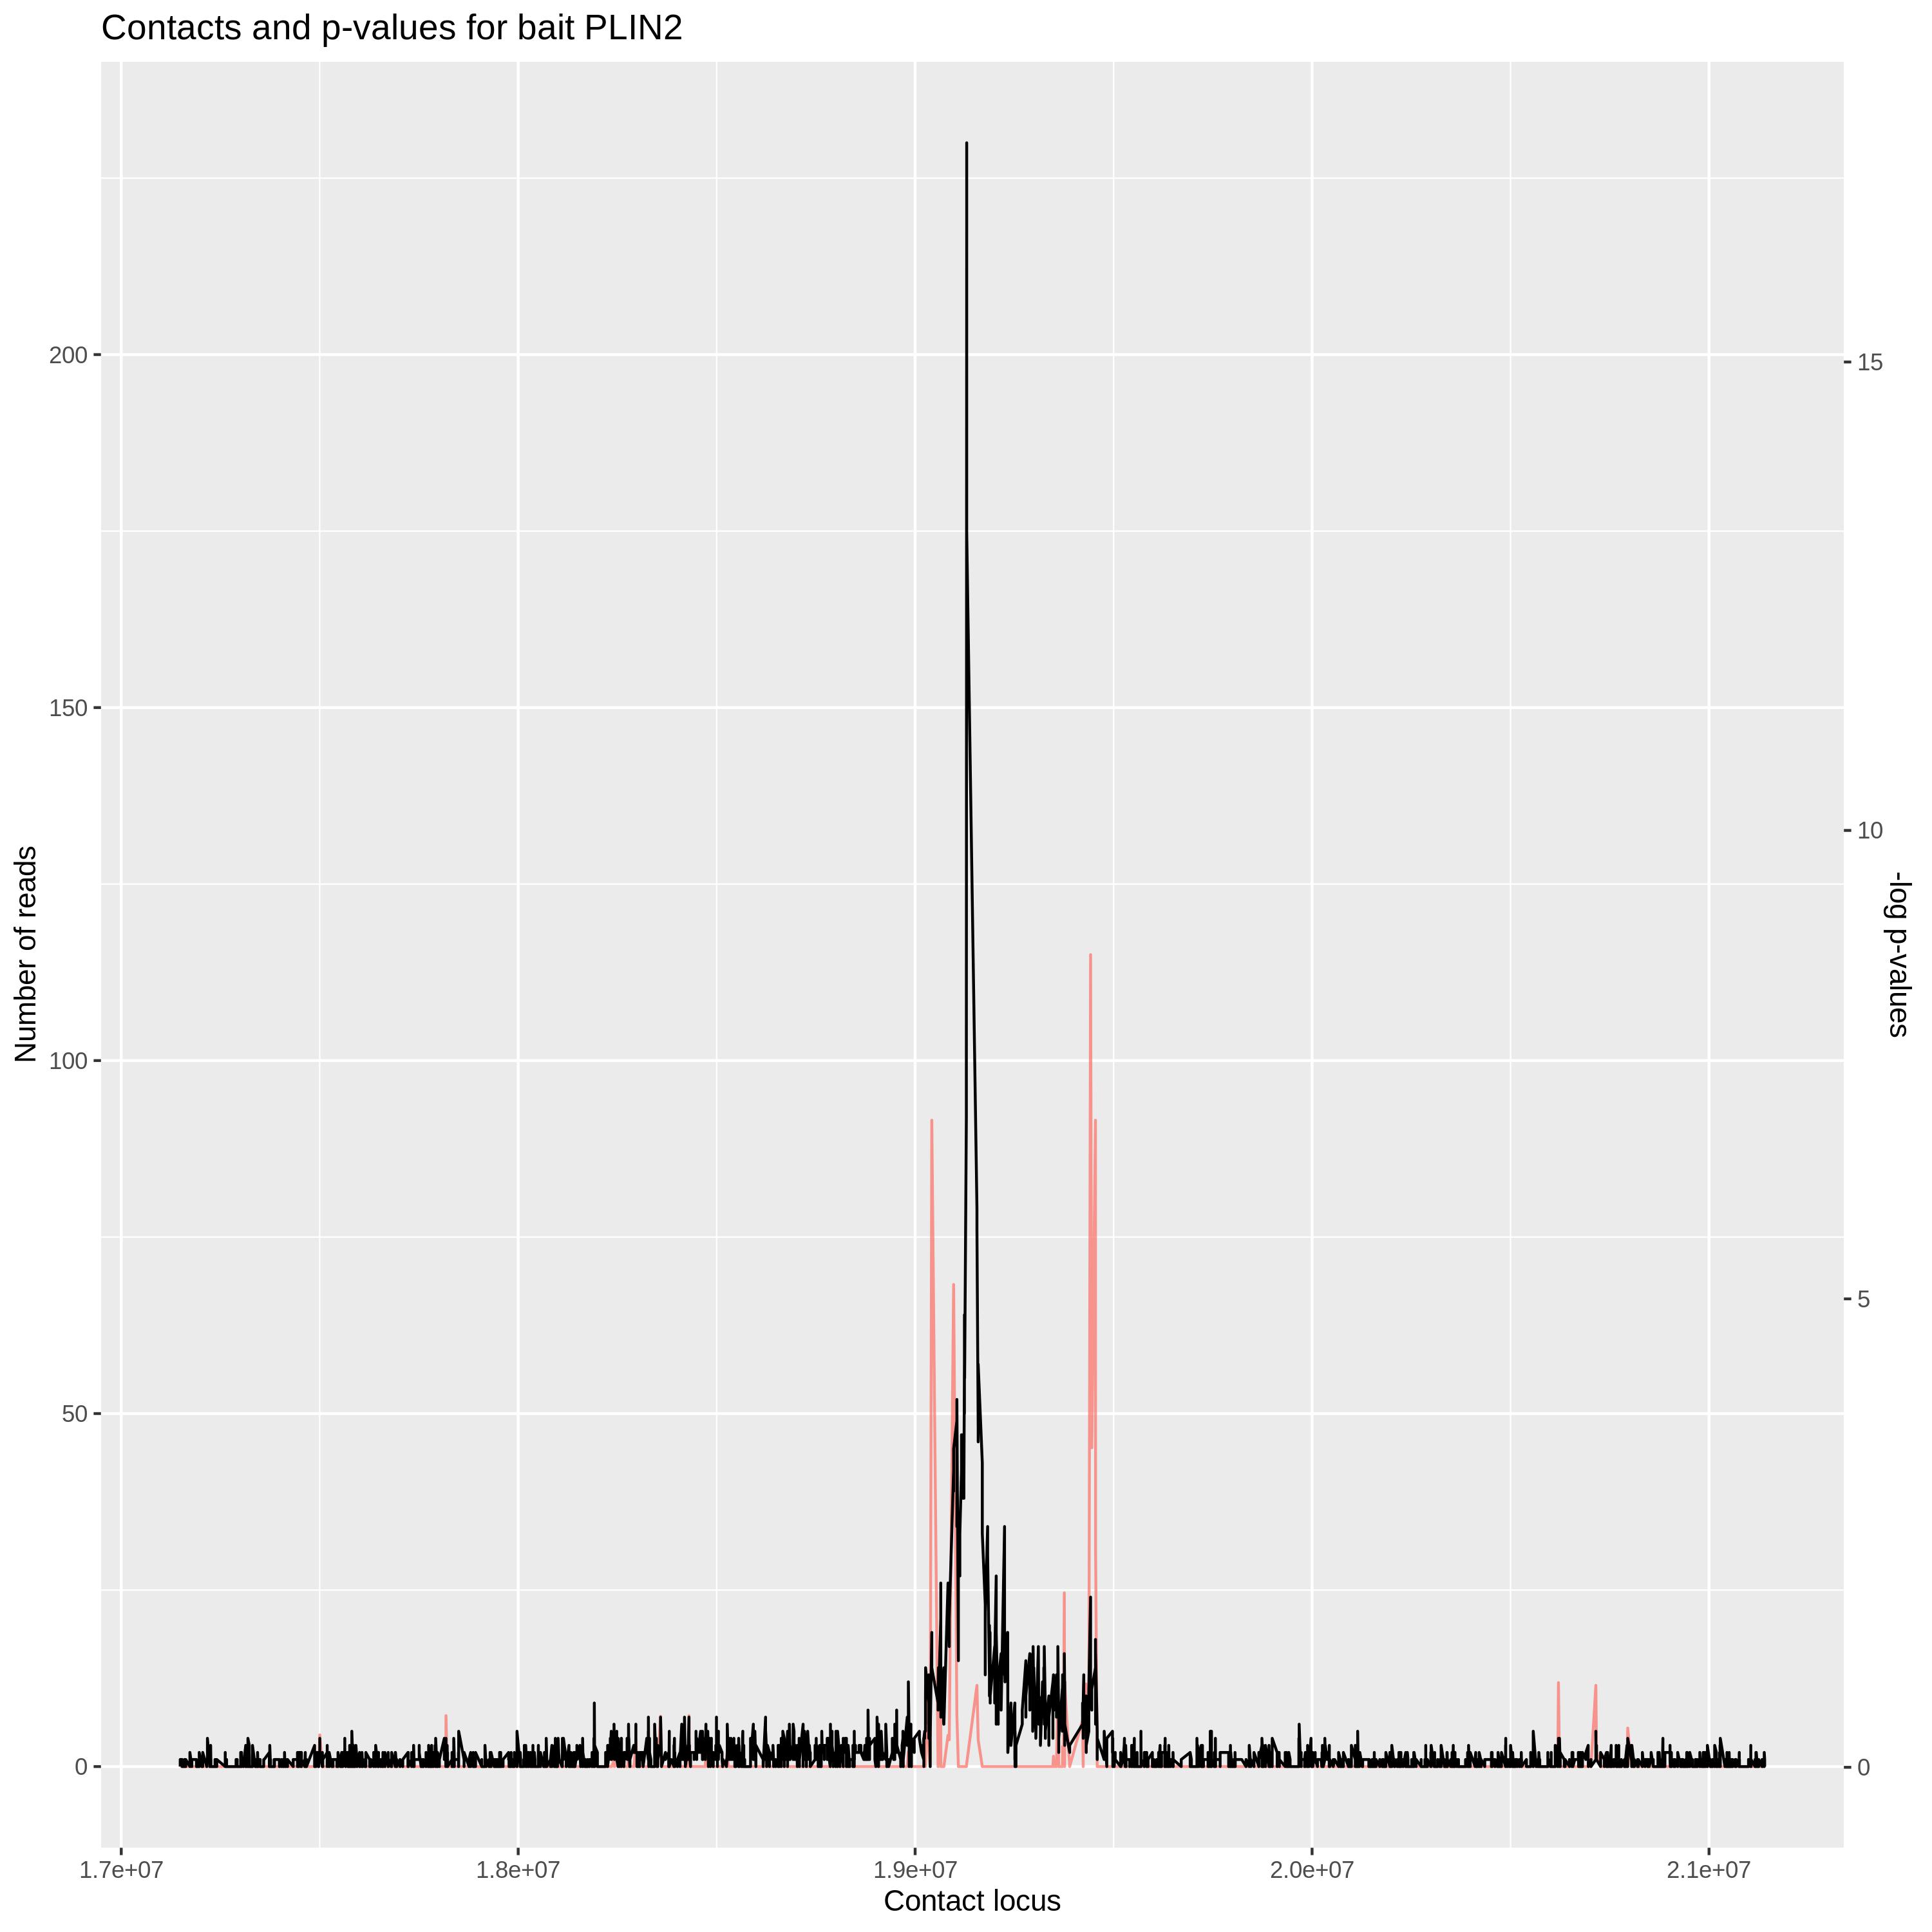 Contacts and p-values for bait PLIN2
Number of reads
200
150
100
50
0
15
10
5
0
-log p-values
1.7e+07
1.8e+07
1.9e+07
2.0e+07
2.1e+07
Contact locus